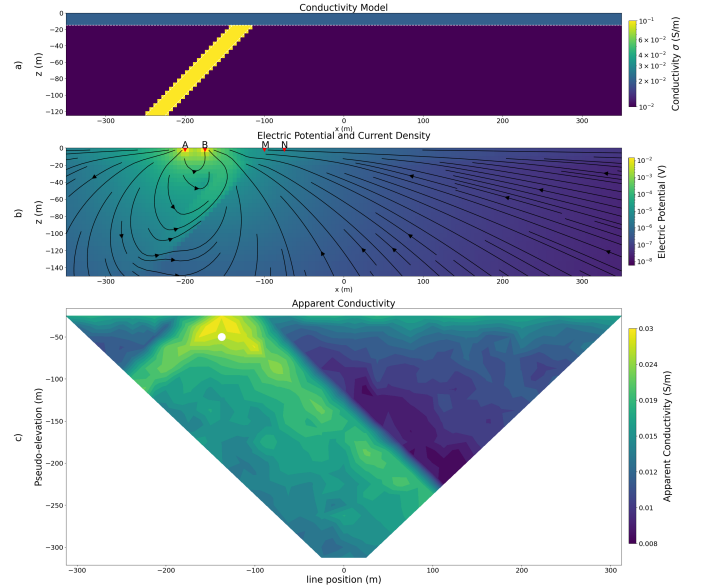 Conductivity Model
0
−20
−40
−60
−80
−100
−120
z (m)
a)
−300 −200 −100 0 100 200 300
x (m)
10⁻¹
6 × 10⁻²
4 × 10⁻²
3 × 10⁻²
2 × 10⁻²
10⁻²
Conductivity σ (S/m)
Electric Potential and Current Density
A B M N
0
−20
−40
−60
−80
−100
−120
−140
z (m)
b)
−300 −200 −100 0 100 200 300
x (m)
10⁻²
10⁻³
10⁻⁴
10⁻⁵
10⁻⁶
10⁻⁷
10⁻⁸
Electric Potential (V)
Apparent Conductivity
−50
−100
−150
−200
−250
−300
Pseudo-elevation (m)
c)
−300 −200 −100 0 100 200 300
line position (m)
0.03
0.024
0.019
0.015
0.012
0.01
0.008
Apparent Conductivity (S/m)